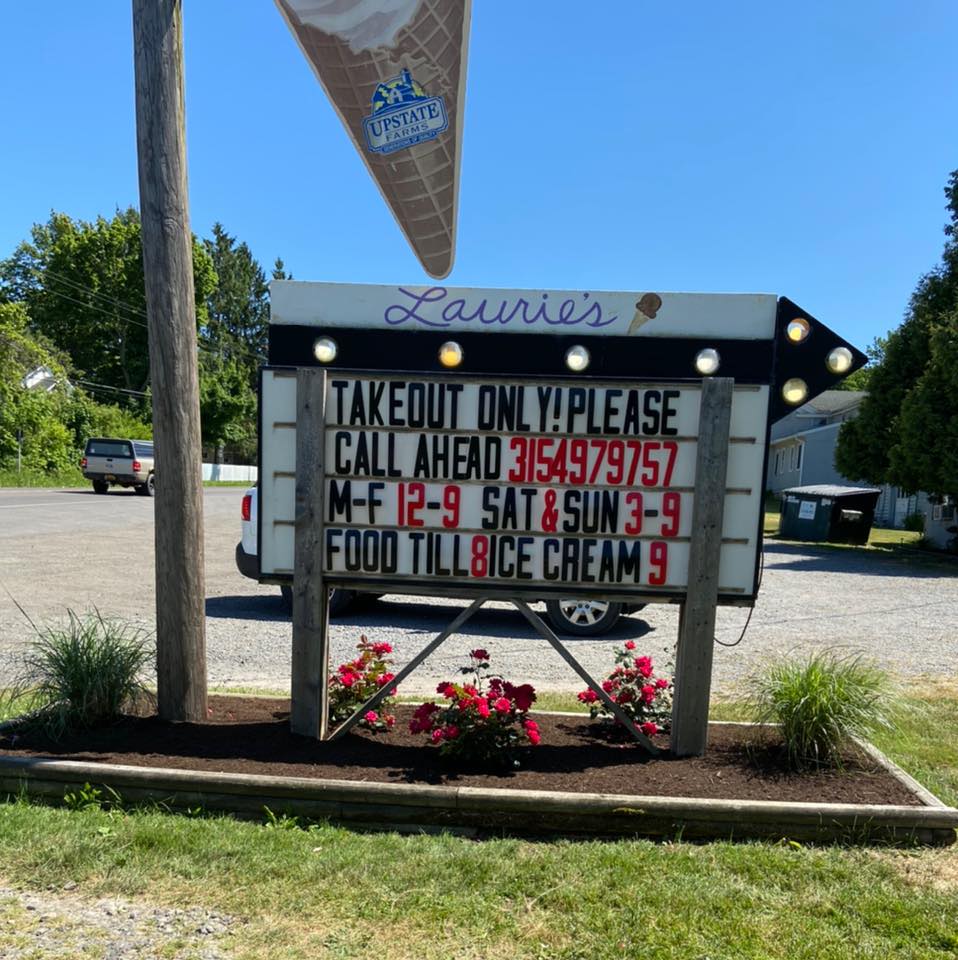 UPSTATE
FARMS
Laurie's
TAKEOUT ONLY! PLEASE
CALL AHEAD 3154979757
M-F 12-9 SAT & SUN 3-9
FOOD TILL 8 ICE CREAM 9